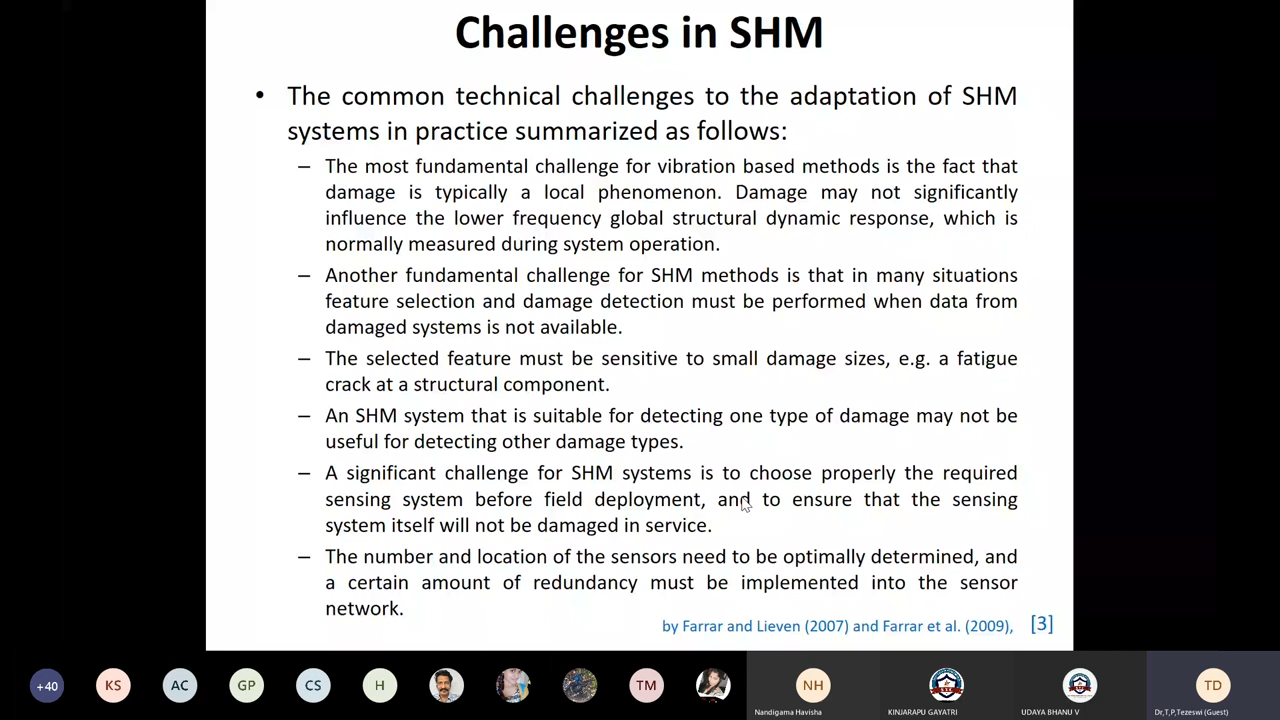 Challenges in SHM
• The common technical challenges to the adaptation of SHM
systems in practice summarized as follows:
– The most fundamental challenge for vibration based methods is the fact that
damage is typically a local phenomenon. Damage may not significantly
influence the lower frequency global structural dynamic response, which is
normally measured during system operation.
– Another fundamental challenge for SHM methods is that in many situations
feature selection and damage detection must be performed when data from
damaged systems is not available.
– The selected feature must be sensitive to small damage sizes, e.g. a fatigue
crack at a structural component.
– An SHM system that is suitable for detecting one type of damage may not be
useful for detecting other damage types.
– A significant challenge for SHM systems is to choose properly the required
sensing system before field deployment, and to ensure that the sensing
system itself will not be damaged in service.
– The number and location of the sensors need to be optimally determined, and
a certain amount of redundancy must be implemented into the sensor
network.
by Farrar and Lieven (2007) and Farrar et al. (2009), [3]
+40 KS AC GP CS H TM NH TD
Nandigama Havisha KINJARAPU GAYATRI UDAYA BHANU V Dr,T,P,Tezeswi (Guest)